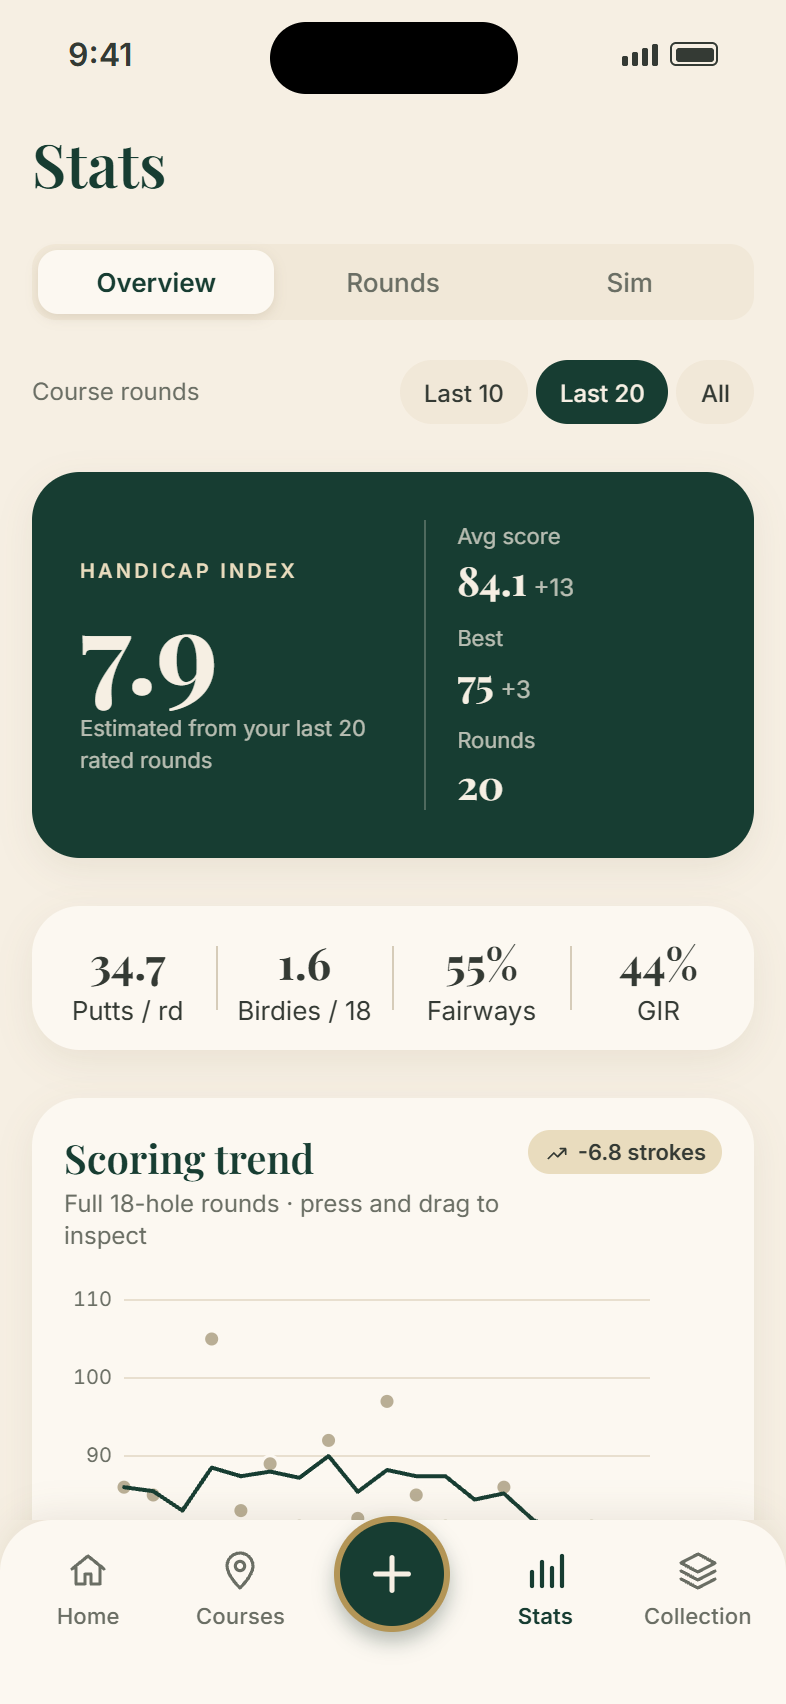 9:41
Stats
Overview
Rounds
Sim
Course rounds
Last 10
Last 20
All
HANDICAP INDEX
7.9
Estimated from your last 20
rated rounds
Avg score
84.1 +13
Best
75 +3
Rounds
20
34.7
Putts / rd
1.6
Birdies / 18
55%
Fairways
44%
GIR
Scoring trend
-6.8 strokes
Full 18-hole rounds · press and drag to
inspect
110
100
90
Home
Courses
Stats
Collection